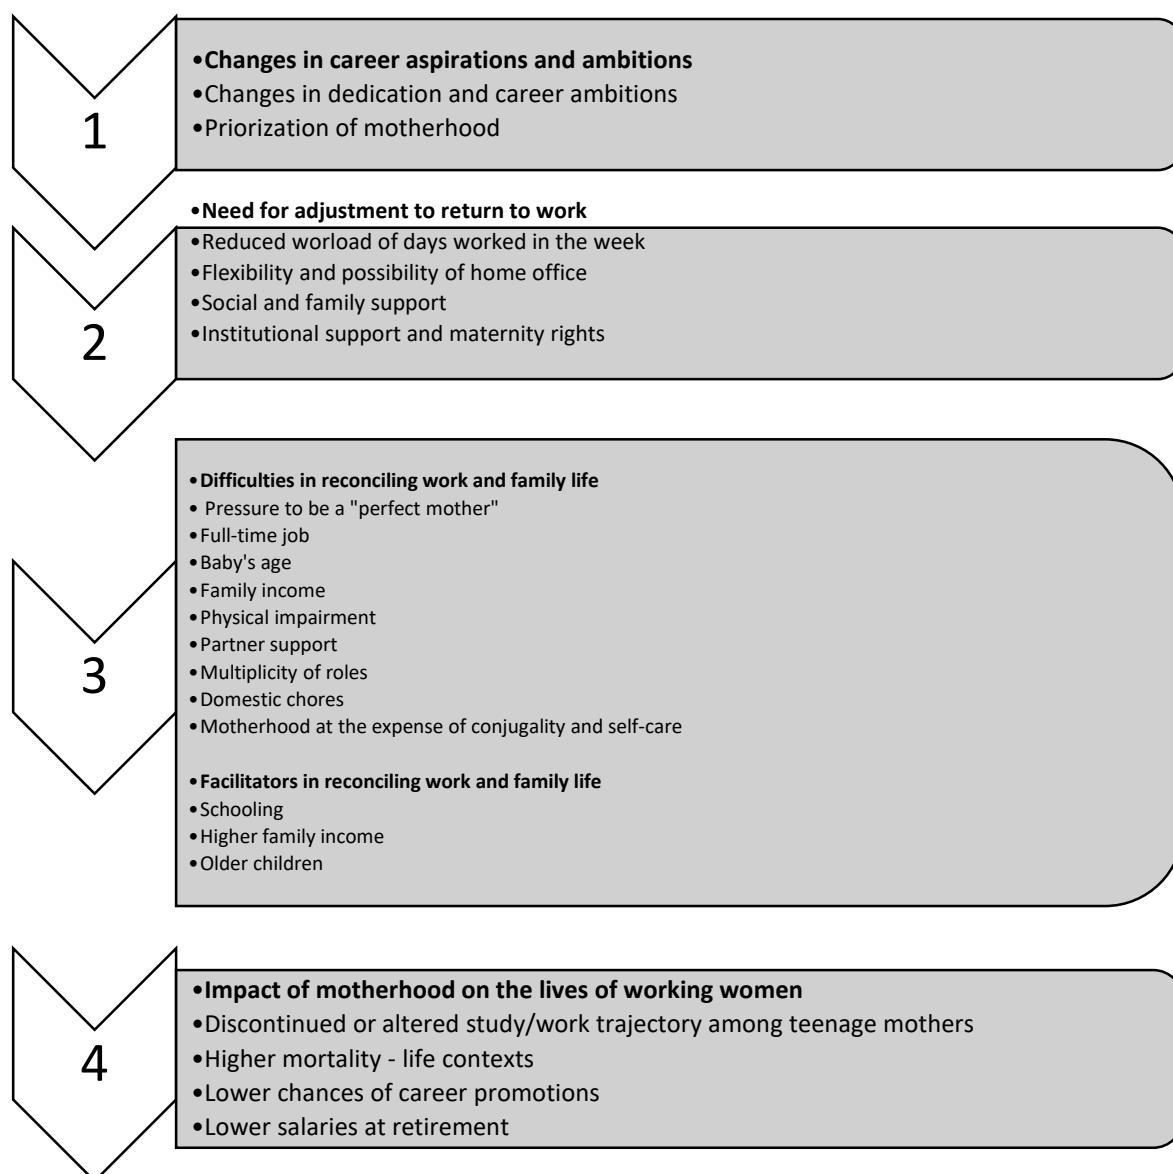 1
•Changes in career aspirations and ambitions
•Changes in dedication and career ambitions
•Priorization of motherhood
2
•Need for adjustment to return to work
•Reduced worload of days worked in the week
•Flexibility and possibility of home office
•Social and family support
•Institutional support and maternity rights
3
•Difficulties in reconciling work and family life
• Pressure to be a "perfect mother"
•Full-time job
•Baby's age
•Family income
•Physical impairment
•Partner support
•Multiplicity of roles
•Domestic chores
•Motherhood at the expense of conjugality and self-care
•Facilitators in reconciling work and family life
•Schooling
•Higher family income
•Older children
4
•Impact of motherhood on the lives of working women
•Discontinued or altered study/work trajectory among teenage mothers
•Higher mortality - life contexts
•Lower chances of career promotions
•Lower salaries at retirement